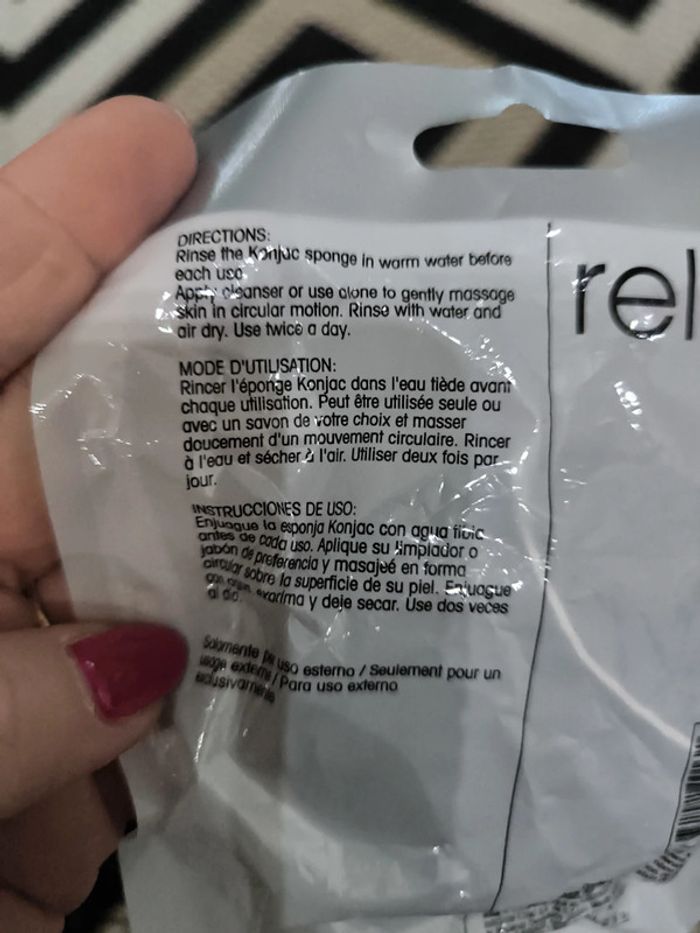 DIRECTIONS:
Rinse the Konjac sponge in warm water before
each use
Apply cleanser or use alone to gently massage
skin in circular motion. Rinse with water and
air dry. Use twice a day.
MODE D'UTILISATION:
Rincer l'éponge Konjac dans l'eau tiède avant
chaque utilisation. Peut être utilisée seule ou
avec un savon de votre choix et masser
doucement d'un mouvement circulaire. Rincer
à l'eau et sécher à l'air. Utiliser deux fois par
jour.
INSTRUCCIONES DE USO:
Enjuague la esponja Konjac con agua tibia
antes de cada uso. Aplique su limpiador o
jabón de preferencia y masajeé en forma
circular sobre la superficie de su piel. Enjuague
con y deje secar. Use dos veces
al día.
Solamente uso esterno / Seulement pour un
usage externe / Para uso externo
exclusivamente
rel